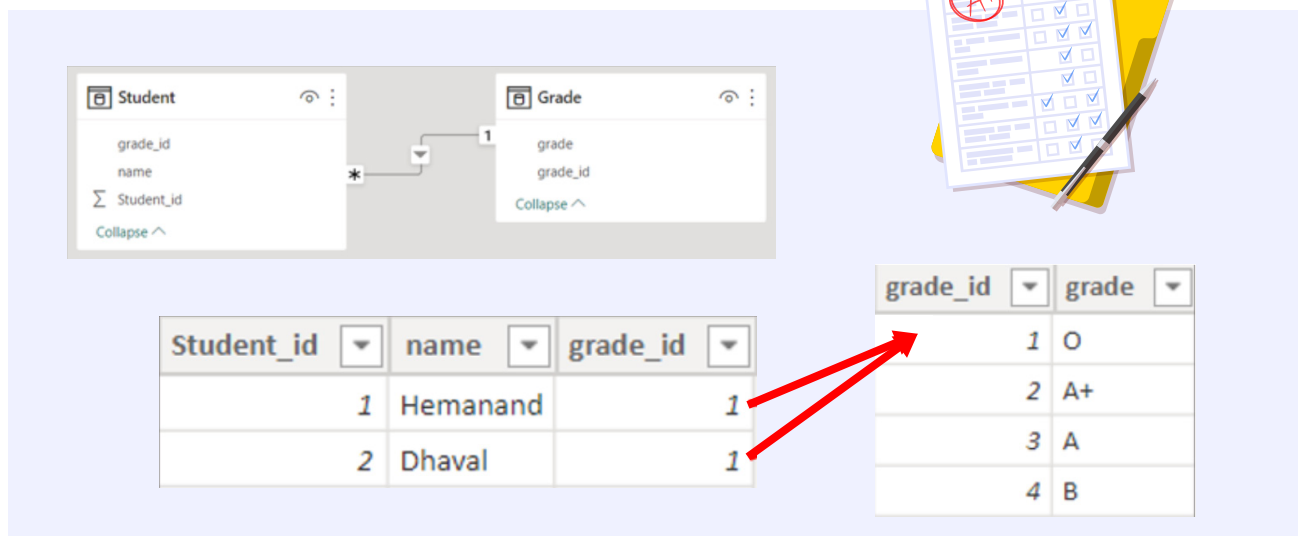 A+
Student
grade_id
name
Σ Student_id
Collapse
*
1
Grade
grade
grade_id
Collapse
Student_id name grade_id
1 Hemanand 1
2 Dhaval 1
grade_id grade
1 O
2 A+
3 A
4 B